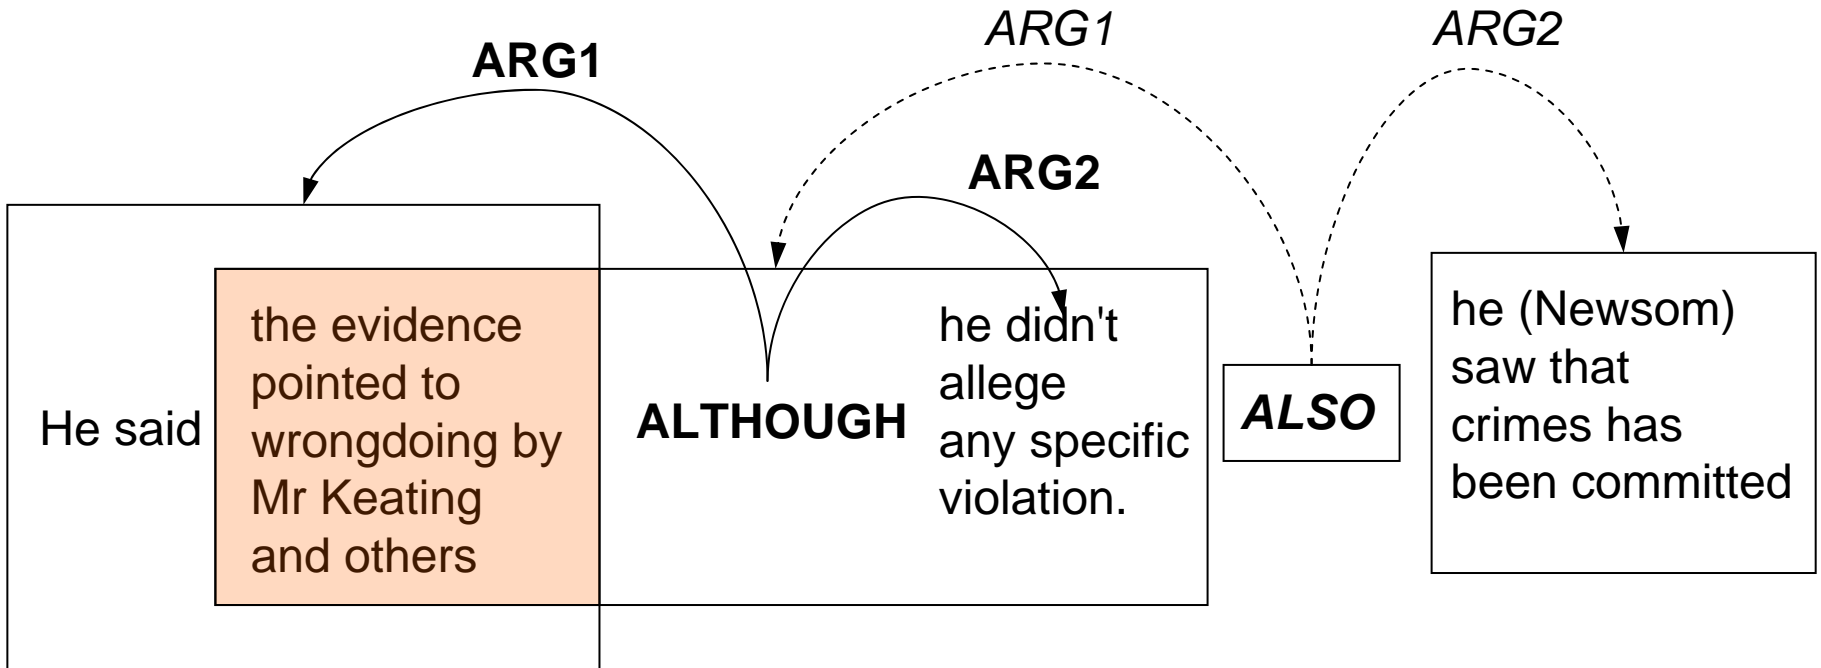 ARG1
ARG2
ARG1
ARG2
He said
the evidence
pointed to
wrongdoing by
Mr Keating
and others
ALTHOUGH
he didn't
allege
any specific
violation.
ALSO
he (Newsom)
saw that
crimes has
been committed